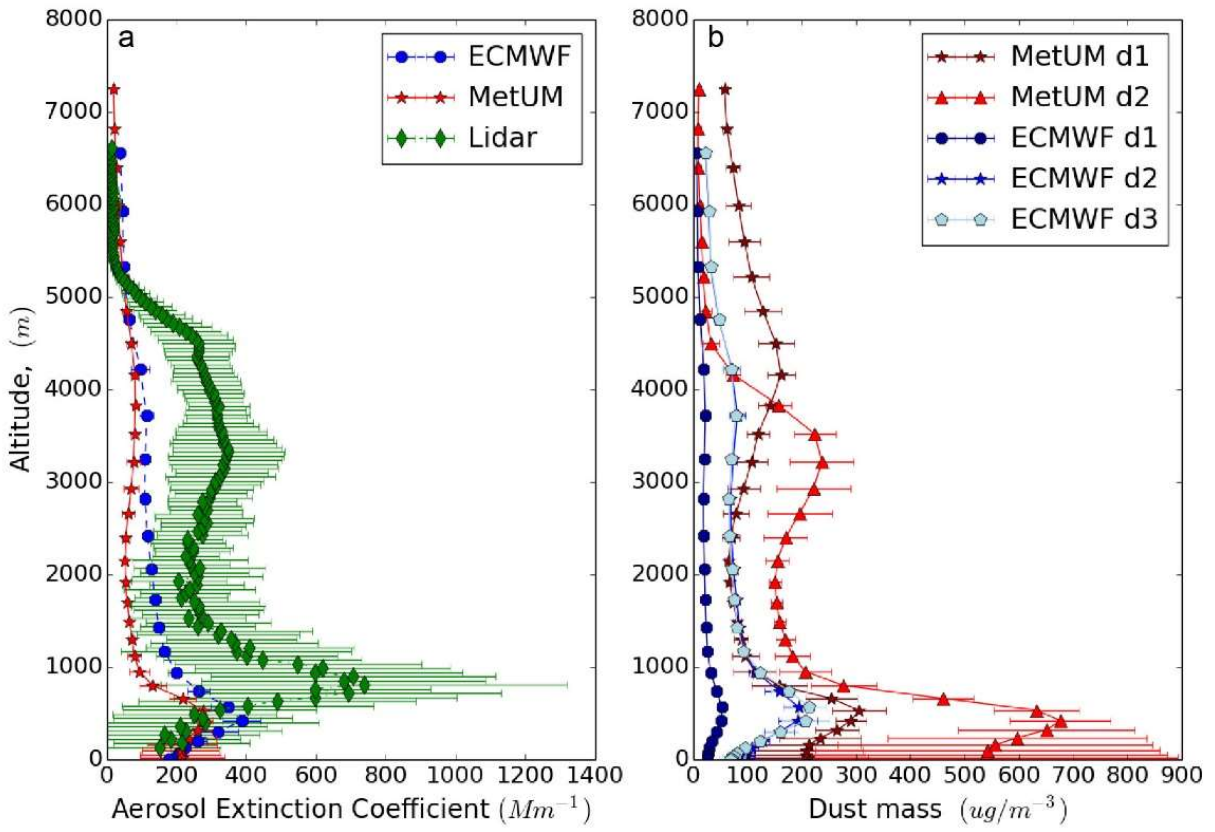 a
ECMWF
MetUM
Lidar
8000
7000
6000
5000
4000
3000
2000
1000
0
Altitude, (m)
0 200 400 600 800 1000 1200 1400
Aerosol Extinction Coefficient (Mm⁻¹)
b
MetUM d1
MetUM d2
ECMWF d1
ECMWF d2
ECMWF d3
8000
7000
6000
5000
4000
3000
2000
1000
0
0 100 200 300 400 500 600 700 800 900
Dust mass (ug/m⁻³)